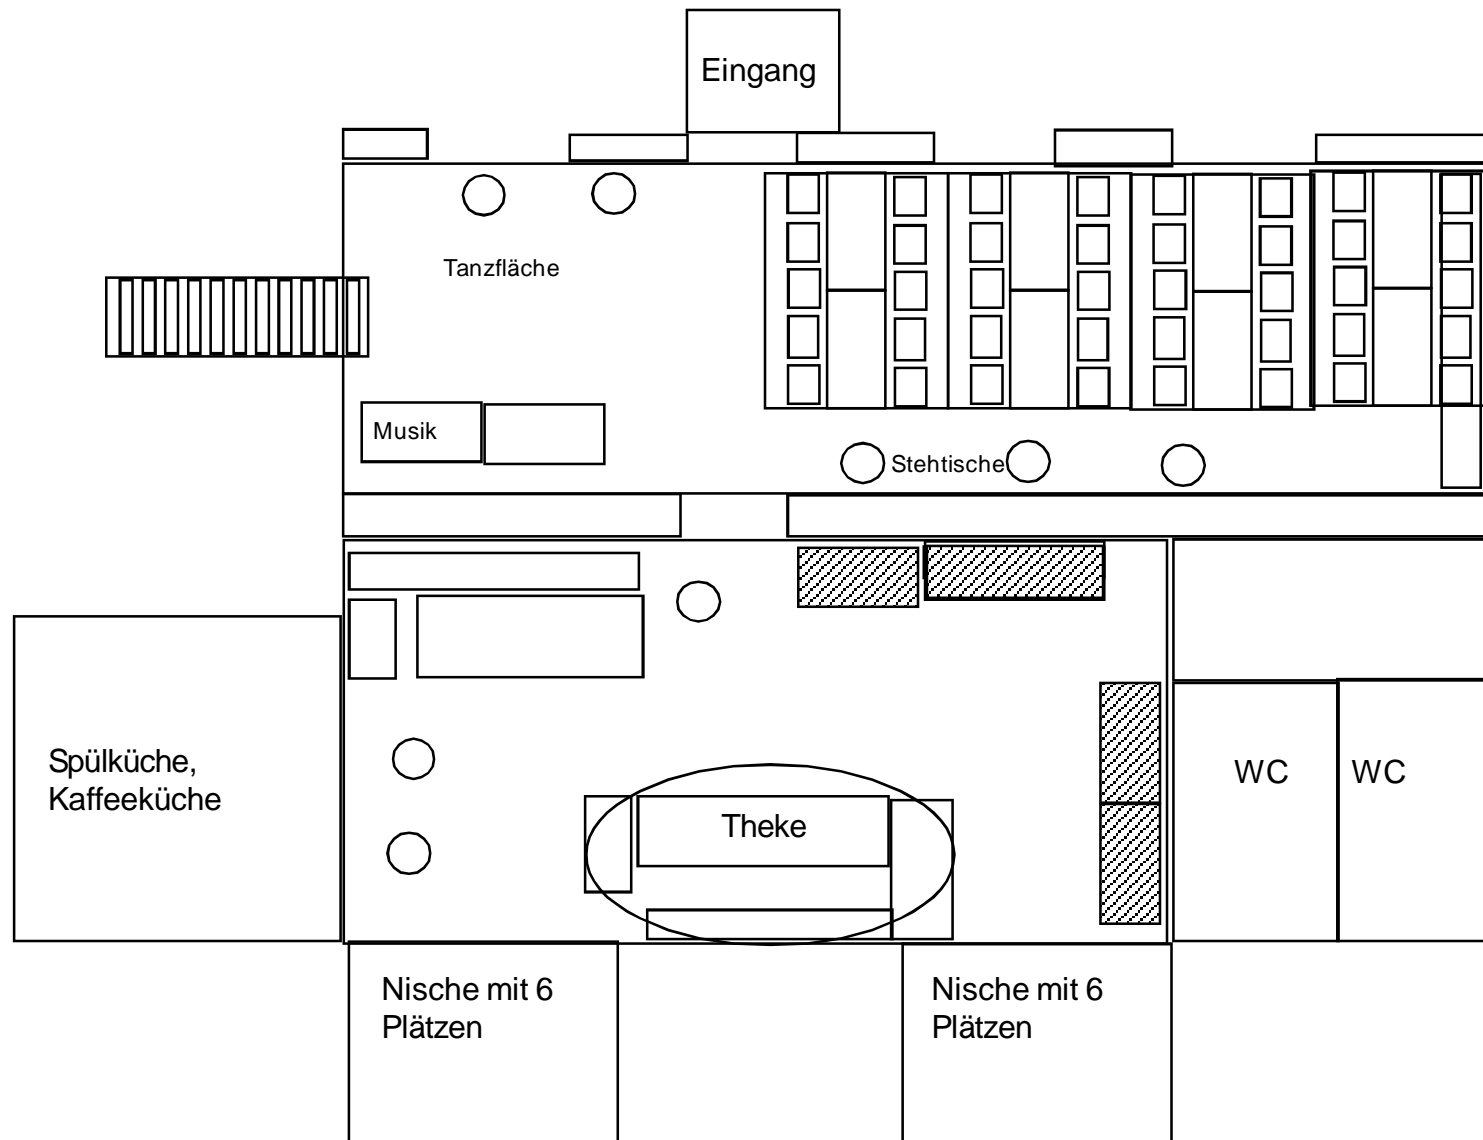 Eingang
Tanzfläche
Musik
Stehtische
Spülküche,
Kaffeeküche
WC
WC
Theke
Nische mit 6
Plätzen
Nische mit 6
Plätzen